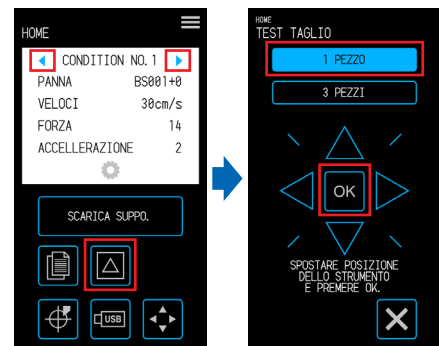 HOME
CONDITION NO.1
PANNA BS001+0
VELOCI 30cm/s
FORZA 14
ACCELLERAZIONE 2
SCARICA SUPPO.
USB
HOME
TEST TAGLIO
1 PEZZO
3 PEZZI
OK
SPOSTARE POSIZIONE
DELLO STRUMENTO
E PREMERE OK.